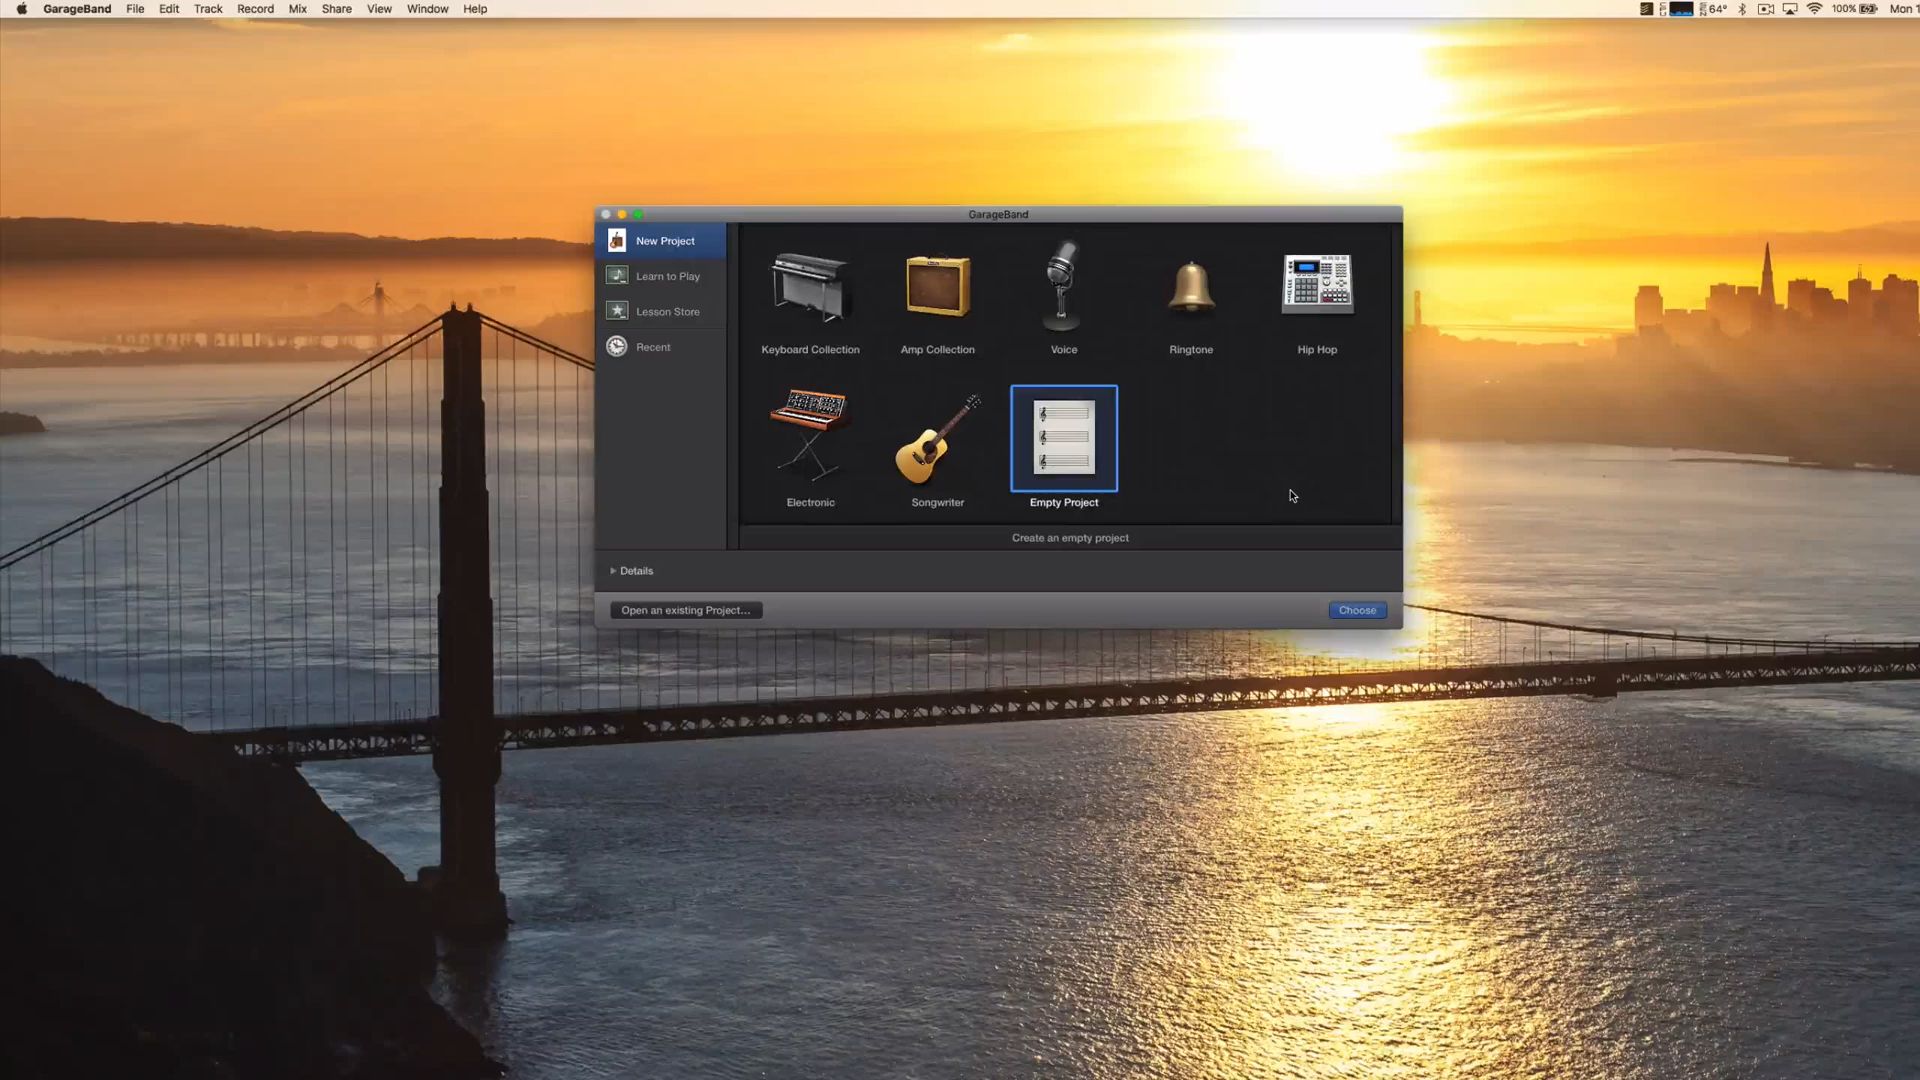 GarageBand File Edit Track Record Mix Share View Window Help 64° 100% Mon 1
GarageBand
New Project
Learn to Play
Lesson Store
Recent
Keyboard Collection Amp Collection Voice Ringtone Hip Hop
Electronic Songwriter Empty Project
Create an empty project
Details
Open an existing Project... Choose